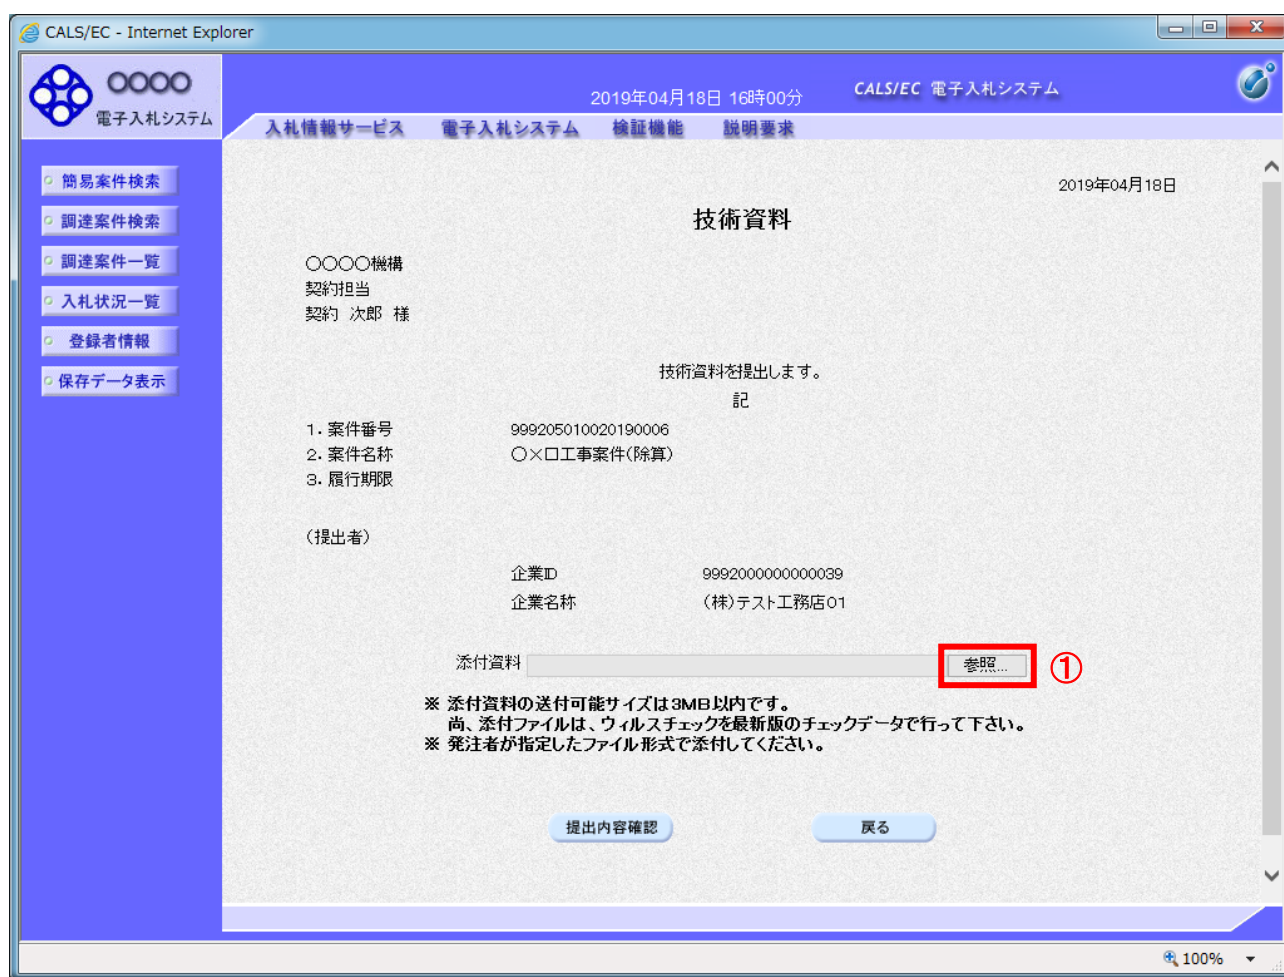 CALS/EC - Internet Explorer
〇〇〇〇
電子入札システム
2019年04月18日 16時00分
CALS/EC 電子入札システム
入札情報サービス 電子入札システム 検証機能 説明要求
簡易案件検索
調達案件検索
調達案件一覧
入札状況一覧
登録者情報
保存データ表示
2019年04月18日
技術資料
〇〇〇〇機構
契約担当
契約 次郎 様
技術資料を提出します。
記
1. 案件番号 999205010020190006
2. 案件名称 〇×口工事案件(除算)
3. 履行期限
(提出者)
企業ID 9992000000000039
企業名称 (株)テスト工務店01
添付資料 参照... ①
※ 添付資料の送付可能サイズは3MB以内です。
尚、添付ファイルは、ウィルスチェックを最新版のチェックデータで行って下さい。
※ 発注者が指定したファイル形式で添付してください。
提出内容確認 戻る
100%